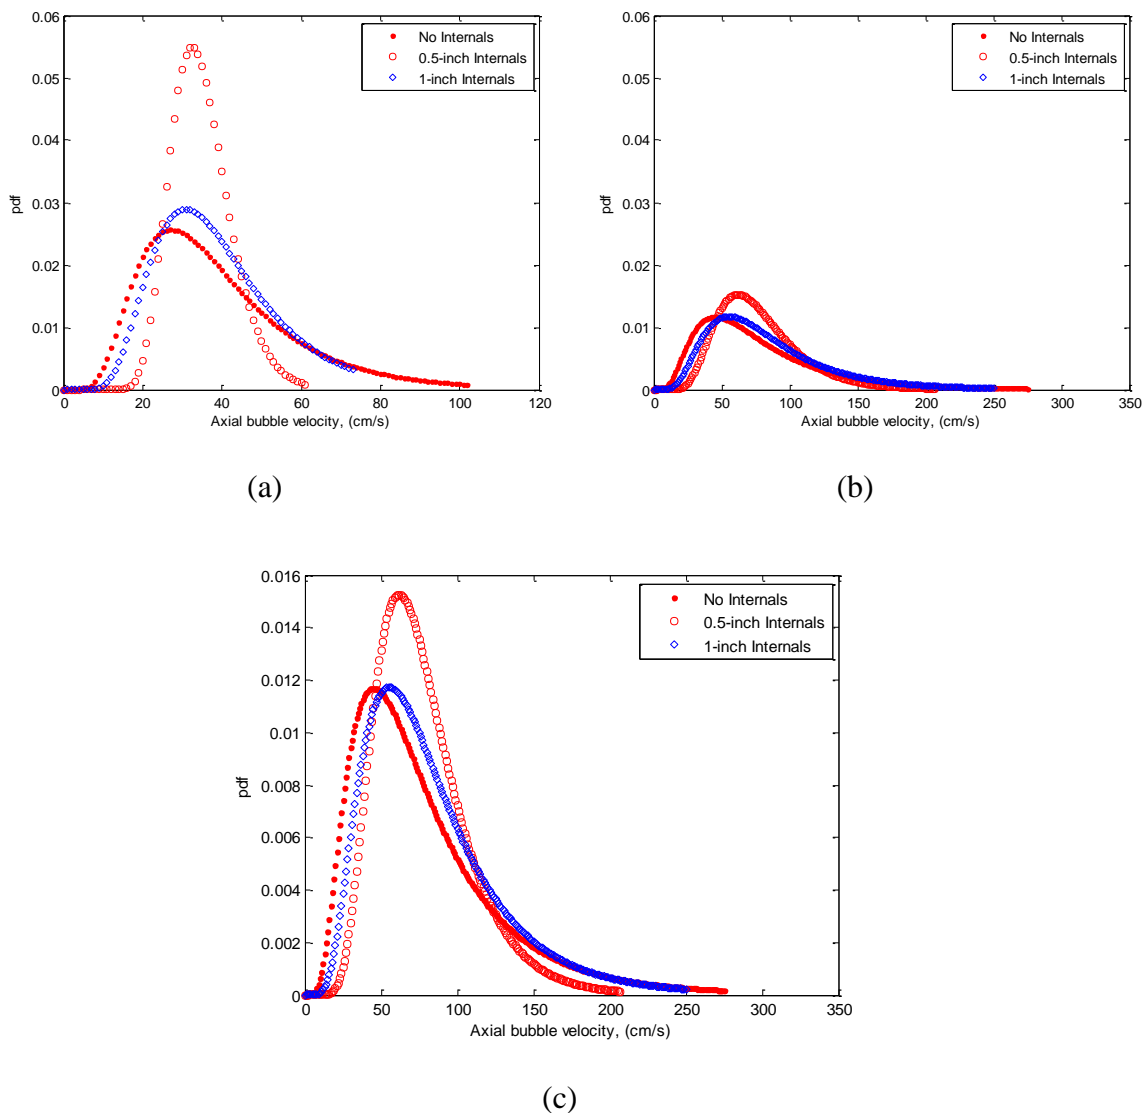 0.06
0.05
0.04
0.03
0.02
0.01
0
pdf
0 20 40 60 80 100 120
Axial bubble velocity, (cm/s)
No Internals
0.5-inch Internals
1-inch Internals
(a)
0.06
0.05
0.04
0.03
0.02
0.01
0
pdf
0 50 100 150 200 250 300 350
Axial bubble velocity, (cm/s)
No Internals
0.5-inch Internals
1-inch Internals
(b)
0.016
0.014
0.012
0.01
0.008
0.006
0.004
0.002
0
pdf
0 50 100 150 200 250 300 350
Axial bubble velocity, (cm/s)
No Internals
0.5-inch Internals
1-inch Internals
(c)